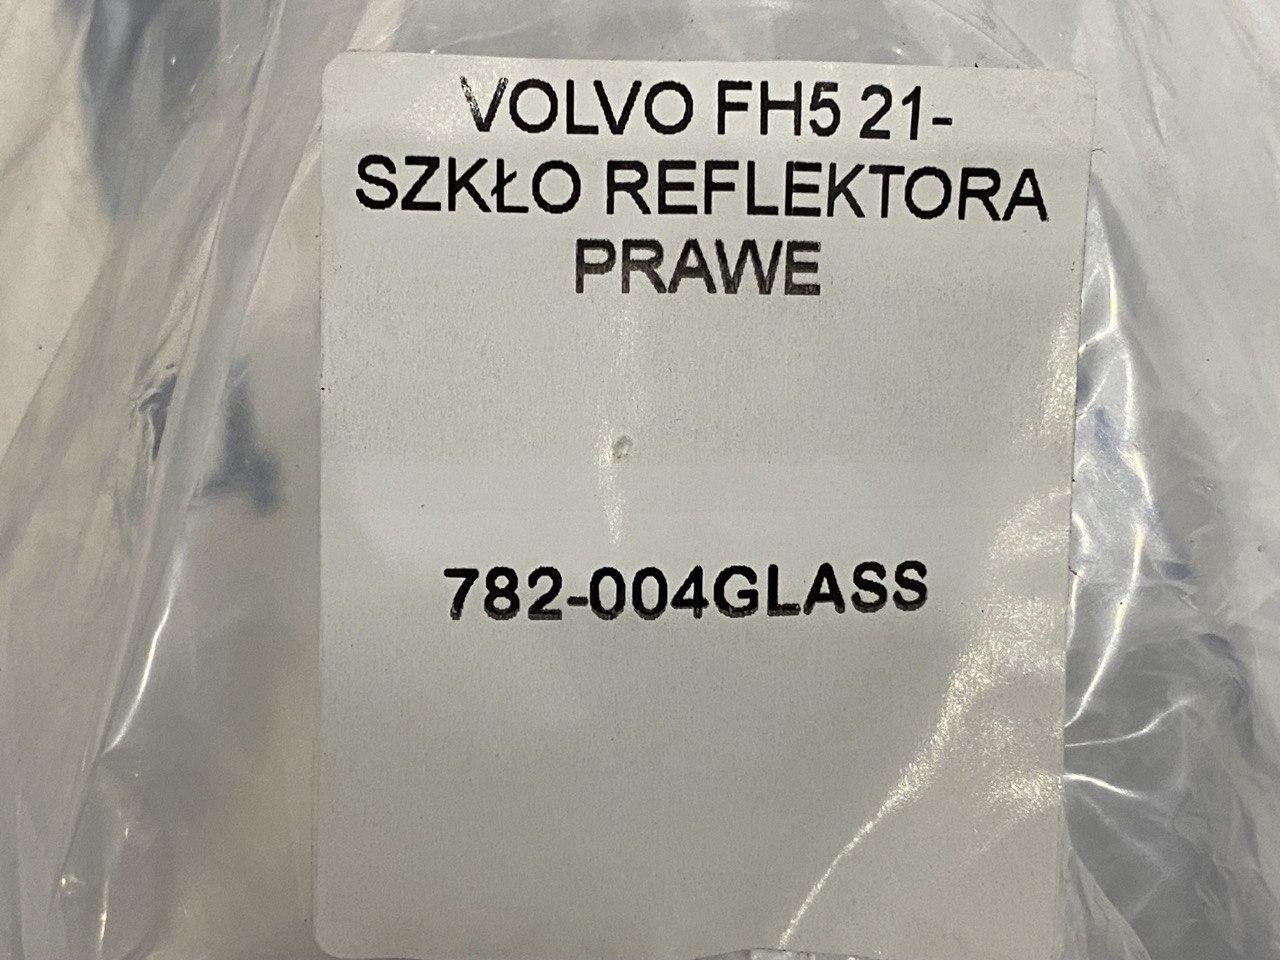 VOLVO FH5 21-
SZKŁO REFLEKTORA
PRAWE
782-004GLASS